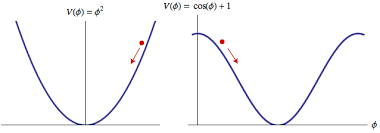 V(ϕ) = ϕ²
V(ϕ) = cos(ϕ) + 1
ϕ